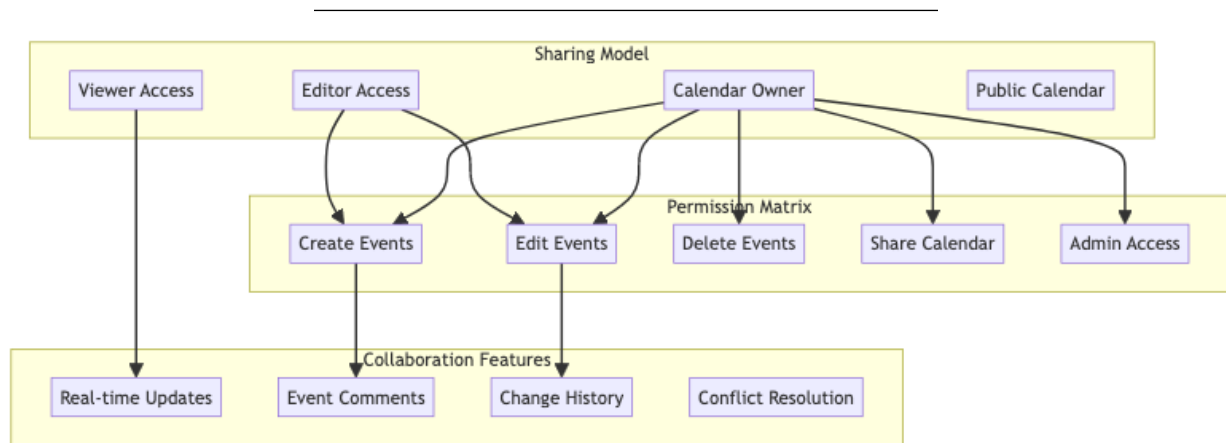 Sharing Model
Viewer Access
Editor Access
Calendar Owner
Public Calendar
Permission Matrix
Create Events
Edit Events
Delete Events
Share Calendar
Admin Access
Collaboration Features
Real-time Updates
Event Comments
Change History
Conflict Resolution